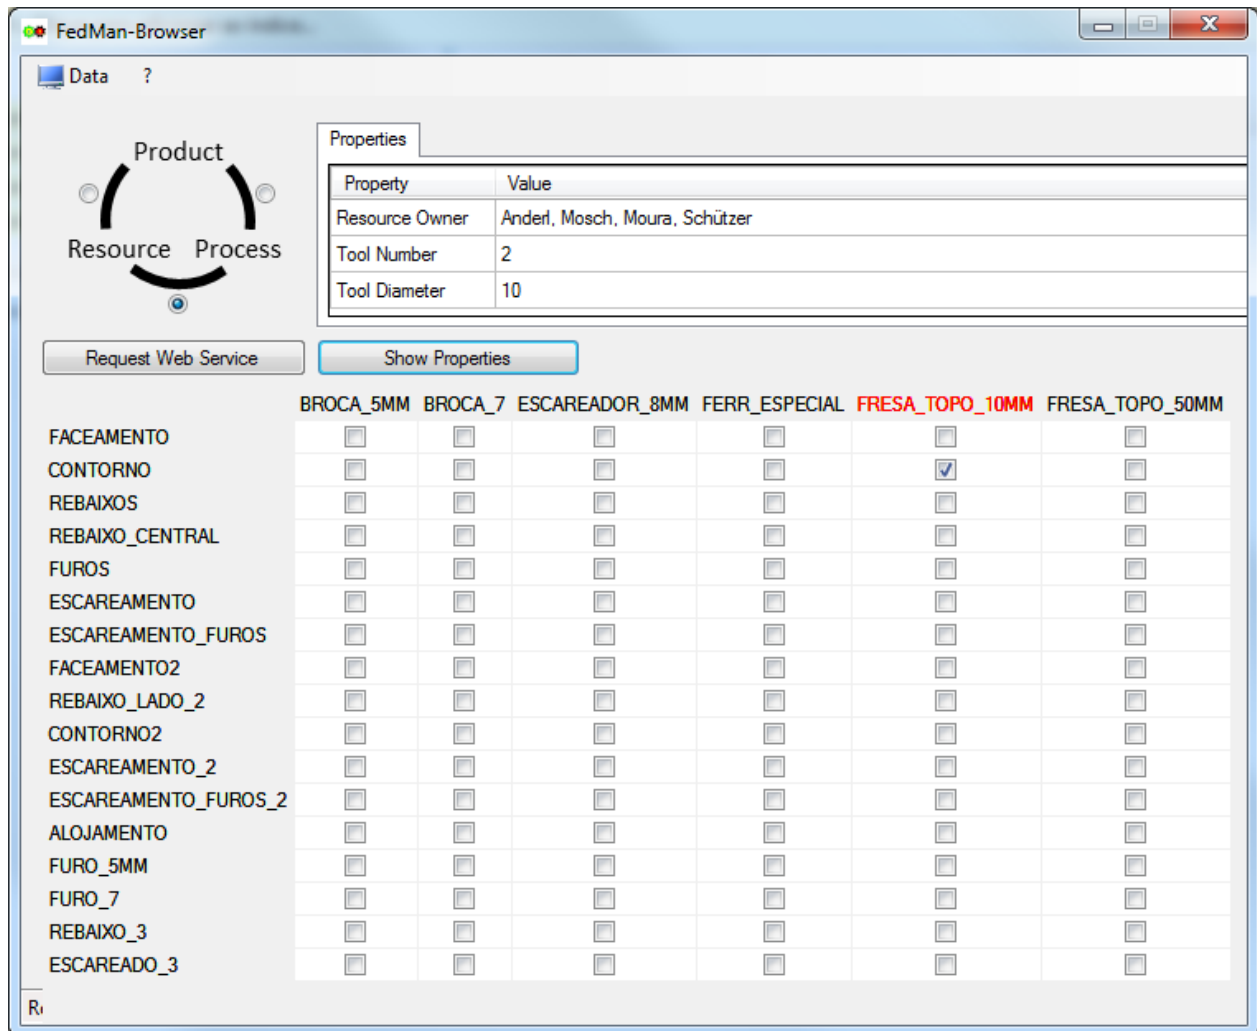 FedMan-Browser
Data ?
Product
Resource Process
Properties
Property Value
Resource Owner Anderl, Mosch, Moura, Schützer
Tool Number 2
Tool Diameter 10
Request Web Service Show Properties
BROCA_5MM BROCA_7 ESCAREADOR_8MM FERR_ESPECIAL FRESA_TOPO_10MM FRESA_TOPO_50MM
FACEAMENTO
CONTORNO
REBAIXOS
REBAIXO_CENTRAL
FUROS
ESCAREAMENTO
ESCAREAMENTO_FUROS
FACEAMENTO2
REBAIXO_LADO_2
CONTORNO2
ESCAREAMENTO_2
ESCAREAMENTO_FUROS_2
ALOJAMENTO
FURO_5MM
FURO_7
REBAIXO_3
ESCAREADO_3